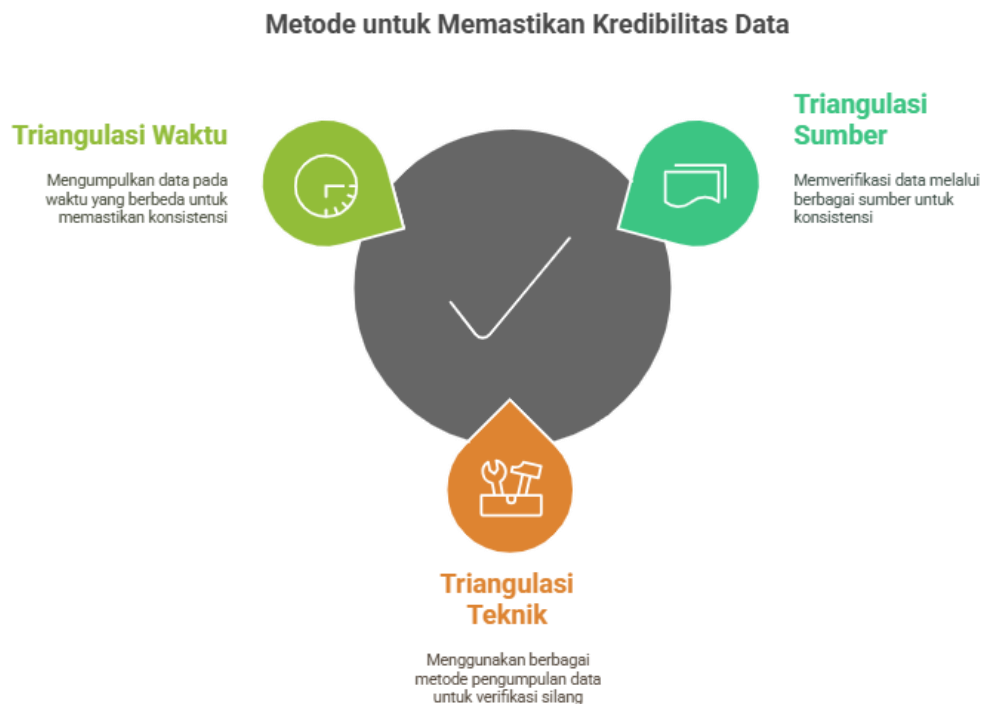 Metode untuk Memastikan Kredibilitas Data
Triangulasi Waktu
Mengumpulkan data pada
waktu yang berbeda untuk
memastikan konsistensi
Triangulasi
Sumber
Memverifikasi data melalui
berbagai sumber untuk
konsistensi
Triangulasi
Teknik
Menggunakan berbagai
metode pengumpulan data
untuk verifikasi silang